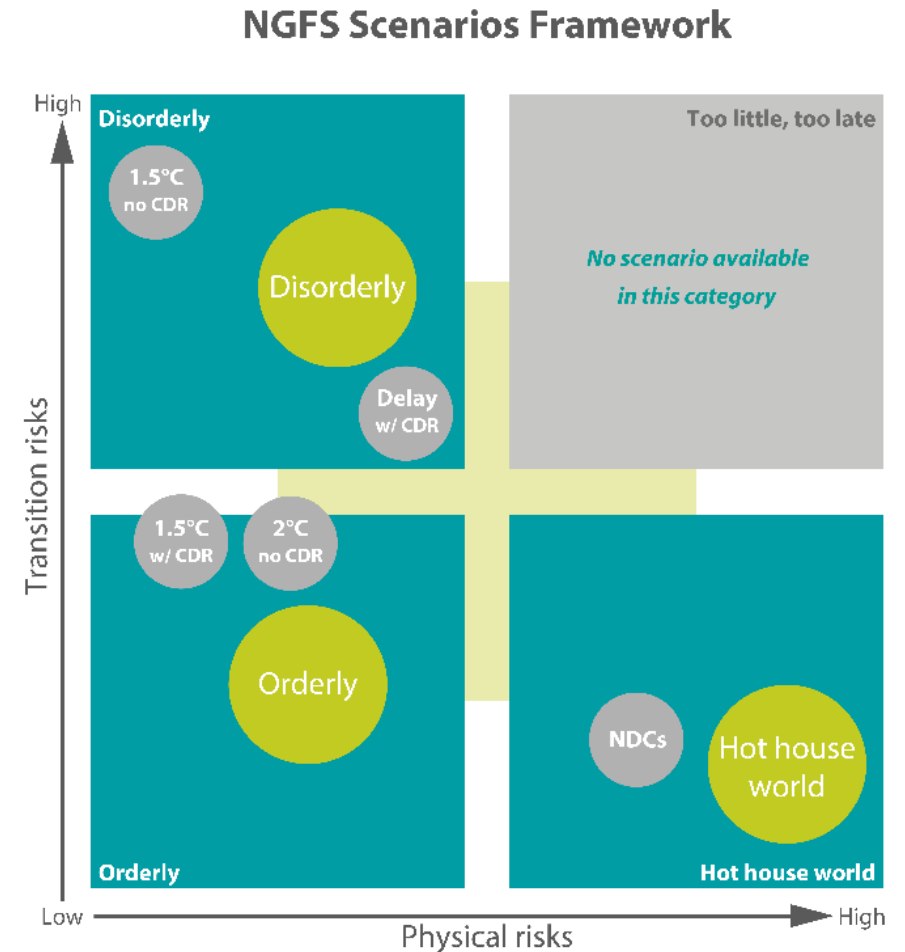 NGFS Scenarios Framework
High
Disorderly
Too little, too late
1.5°C
no CDR
Disorderly
No scenario available
in this category
Delay
w/ CDR
Transition risks
1.5°C
w/ CDR
2°C
no CDR
Orderly
NDCs
Hot house
world
Orderly
Hot house world
Low
High
Physical risks